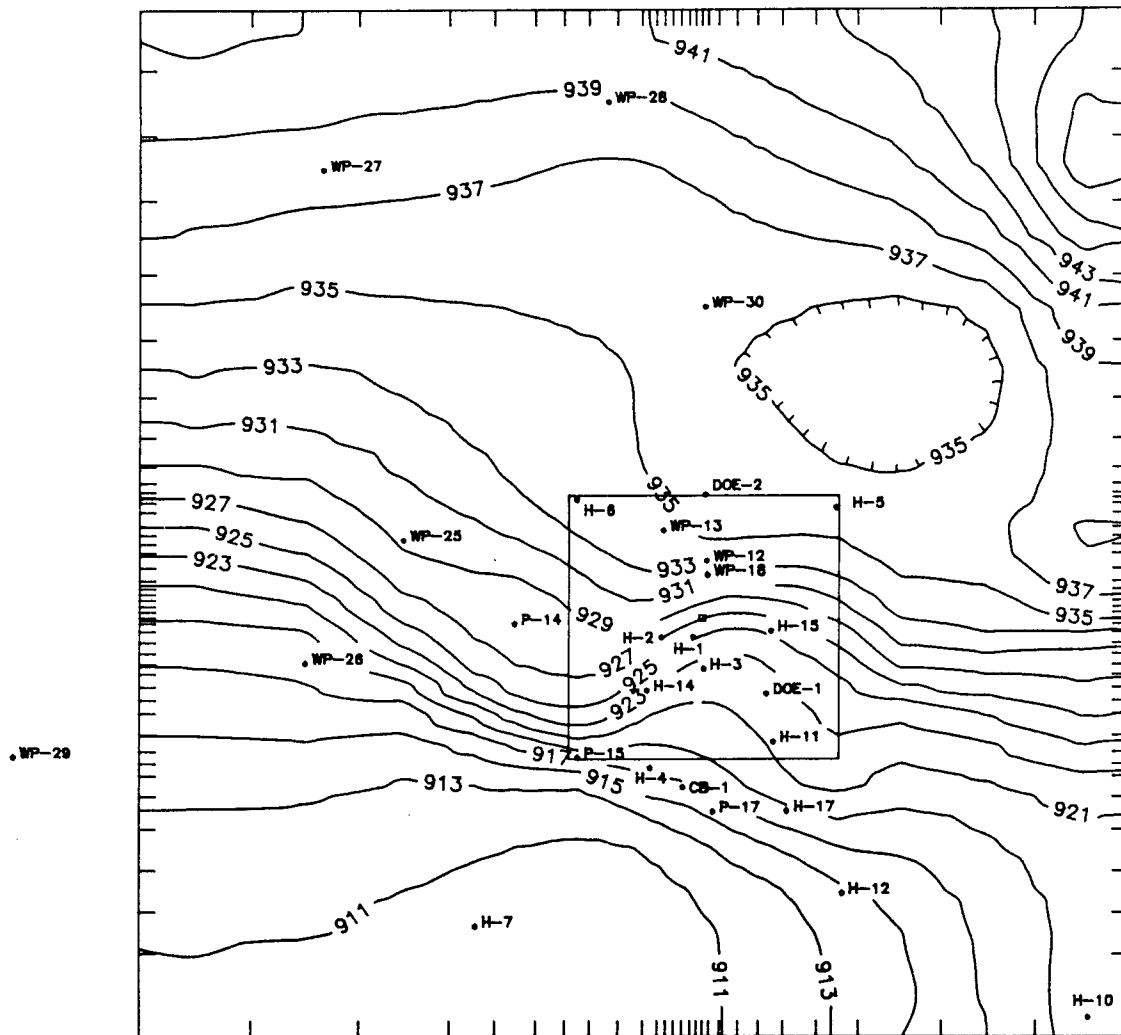 941
939
WP-28
WP-27
937
937
943
941
935
WP-30
939
933
935
935
931
935
DOE-2
H-6
H-5
927
WP-13
WP-25
925
WP-12
933
923
WP-18
931
937
935
929
P-14
H-15
H-2
H-1
WP-26
927
H-3
925
H-14
DOE-1
923
H-11
917
P-15
WP-29
H-4
915
913
CB-1
P-17
H-17
921
H-12
911
H-7
911
913
H-10